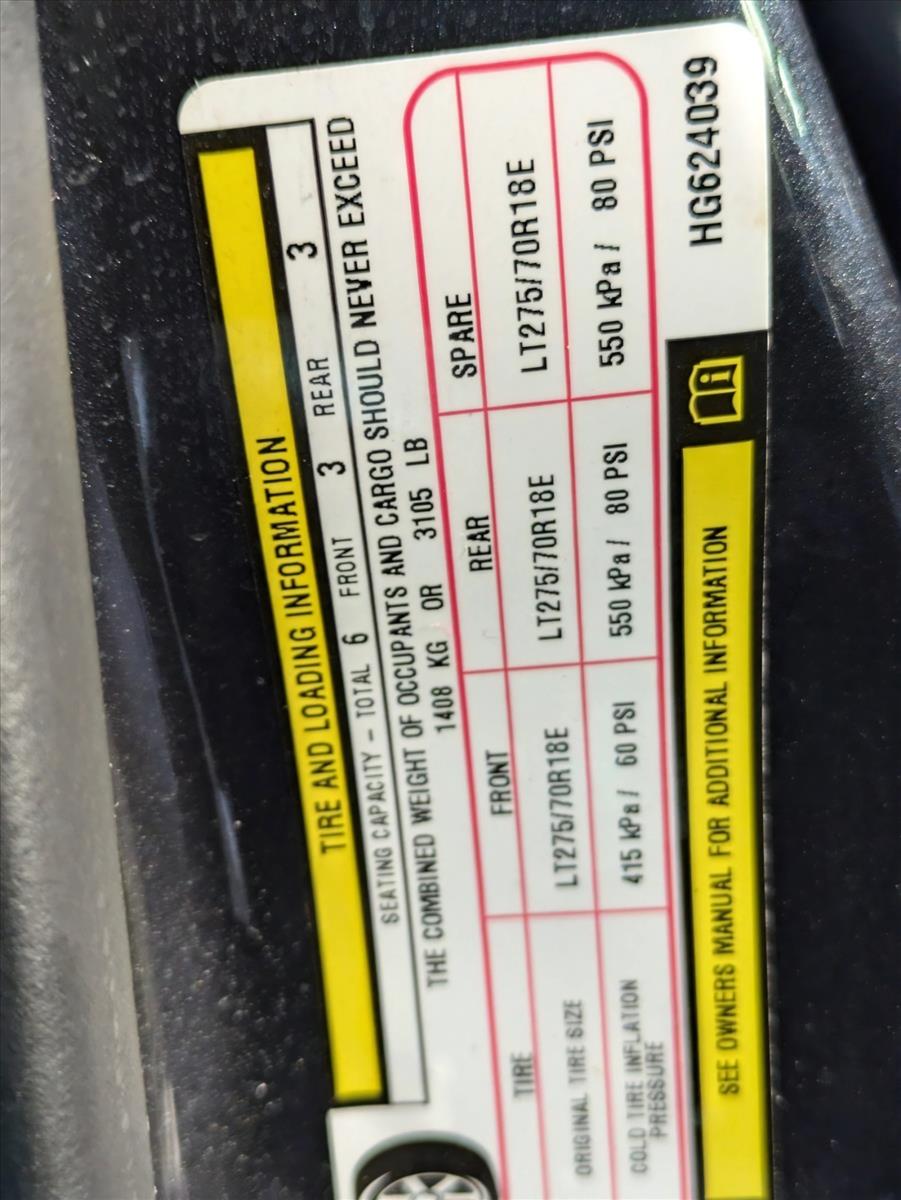 TIRE AND LOADING INFORMATION
SEATING CAPACITY - TOTAL 6 FRONT 3 REAR 3
THE COMBINED WEIGHT OF OCCUPANTS AND CARGO SHOULD NEVER EXCEED
1408 KG OR 3105 LB
TIRE FRONT REAR SPARE
ORIGINAL TIRE SIZE LT275/70R18E LT275/70R18E LT275/70R18E
COLD TIRE INFLATION
PRESSURE 415 kPa / 60 PSI 550 kPa / 80 PSI 550 kPa / 80 PSI
SEE OWNERS MANUAL FOR ADDITIONAL INFORMATION
HG624039